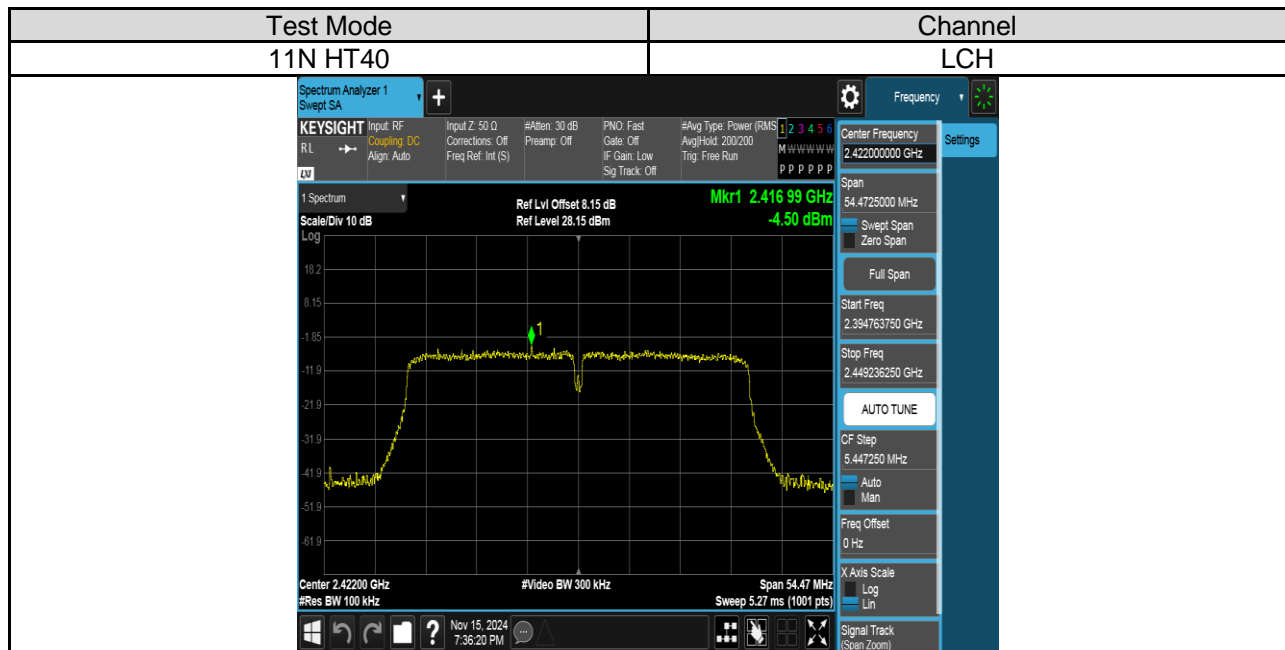 Test Mode Channel
11N HT40 LCH
Spectrum Analyzer 1
Swept SA
+
Frequency
KEYSIGHT Input: RF Input Z: 50 Ω #Atten: 30 dB PNO: Fast #Avg Type: Power (RMS 1 2 3 4 5 6
RL Coupling: DC Corrections: Off Preamp: Off Gate: Off Avg|Hold: 200/200 M W W W W W
Align: Auto Freq Ref: Int (S) IF Gain: Low Trig: Free Run
LXI Sig Track: Off P P P P P P
Center Frequency
2.422000000 GHz
Settings
1 Spectrum
Ref Lvl Offset 8.15 dB
Mkr1 2.416 99 GHz
Scale/Div 10 dB
Ref Level 28.15 dBm
-4.50 dBm
Log
18.2
8.15
-1.85
-11.9
-21.9
-31.9
-41.9
-51.9
-61.9
1
Center 2.42200 GHz #Video BW 300 kHz Span 54.47 MHz
#Res BW 100 kHz Sweep 5.27 ms (1001 pts)
Span
54.4725000 MHz
Swept Span
Zero Span
Full Span
Start Freq
2.394763750 GHz
Stop Freq
2.449236250 GHz
AUTO TUNE
CF Step
5.447250 MHz
Auto
Man
Freq Offset
0 Hz
X Axis Scale
Log
Lin
Signal Track
(Span Zoom)
?
Nov 15, 2024
7:36:20 PM